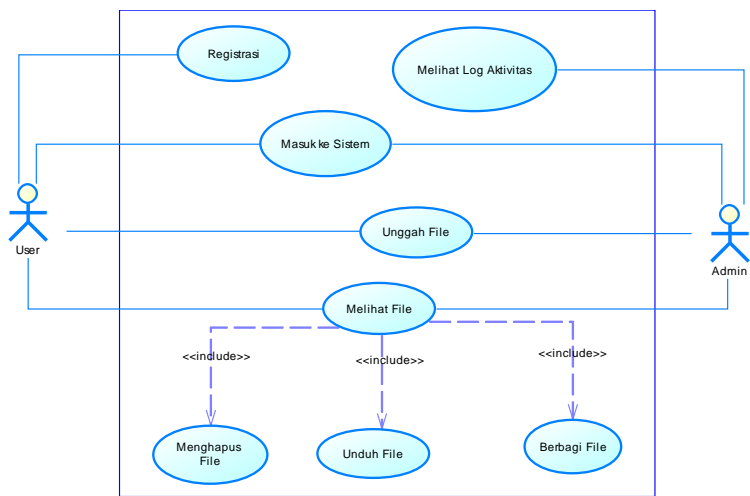 Registrasi
Melihat Log Aktivitas
Masuk ke Sistem
Unggah File
User
Admin
Melihat File
<<include>>
<<include>>
<<include>>
Menghapus
File
Unduh File
Berbagi File